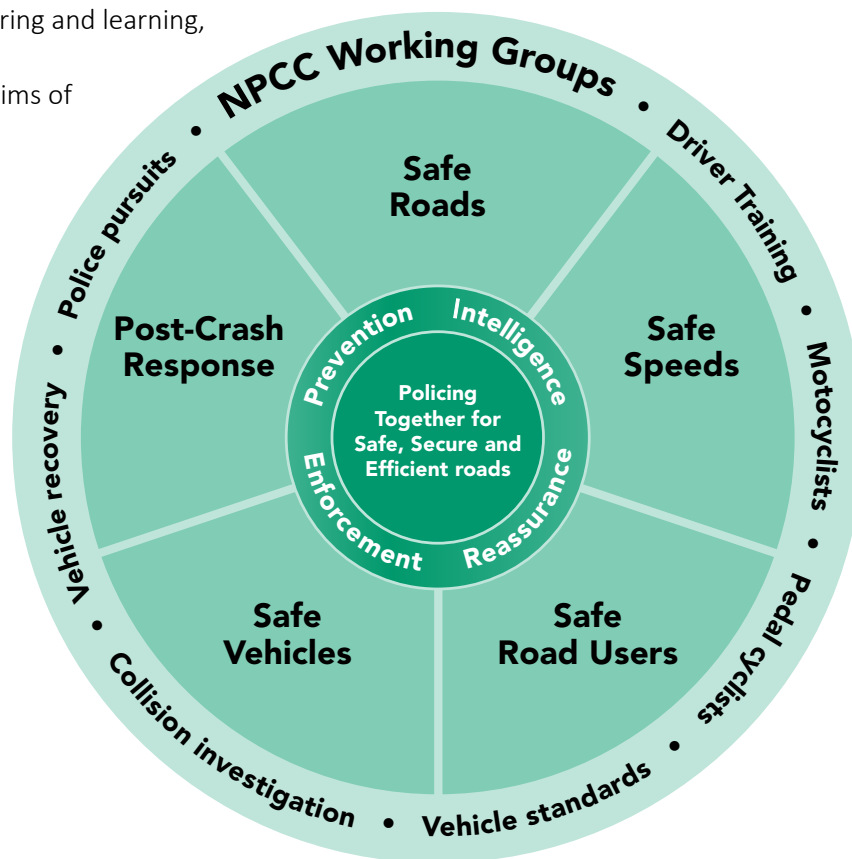 ring and learning,
ims of
NPCC Working Groups
• Driver Training
• Motocyclists
• Pedal cyclists
• Vehicle standards
• Collision investigation
• Vehicle recovery
• Police pursuits •
Safe
Roads
Safe
Speeds
Safe
Road Users
Safe
Vehicles
Post-Crash
Response
Prevention
Intelligence
Reassurance
Enforcement
Policing
Together for
Safe, Secure and
Efficient roads